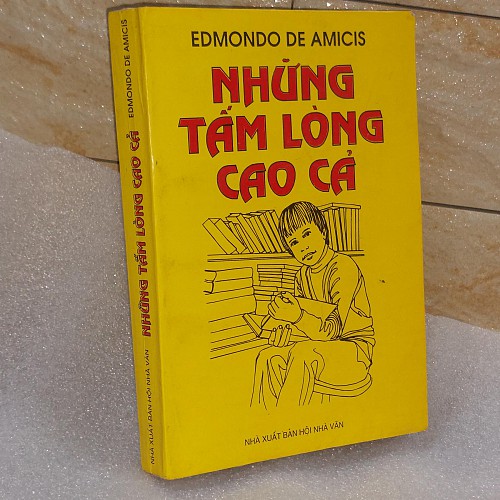 EDMONDO DE AMICIS
NHỮNG
TẤM LÒNG
CAO CẢ
NHÀ XUẤT BẢN HỘI NHÀ VĂN
EDMONDO DE AMICIS
NHỮNG TẤM LÒNG CAO CẢ
NHÀ XUẤT BẢN HỘI NHÀ VĂN